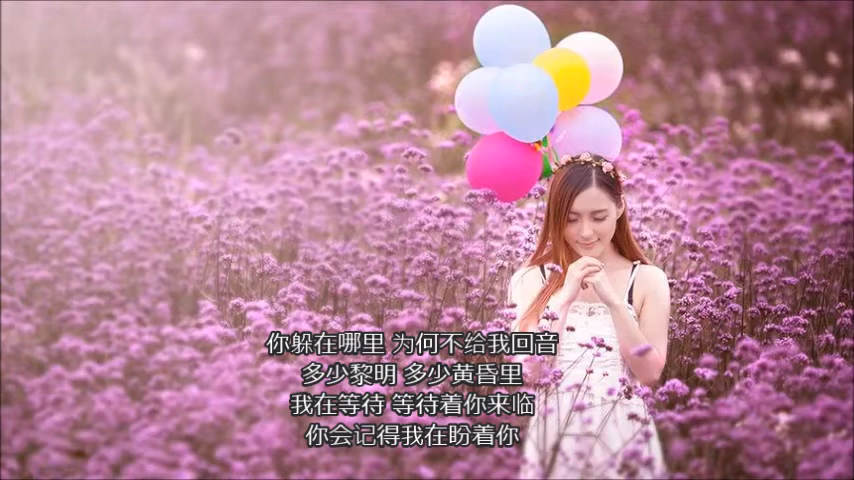 你躲在哪里 为何不给我回音
多少黎明 多少黄昏里
我在等待 等待着你来临
你会记得我在盼着你